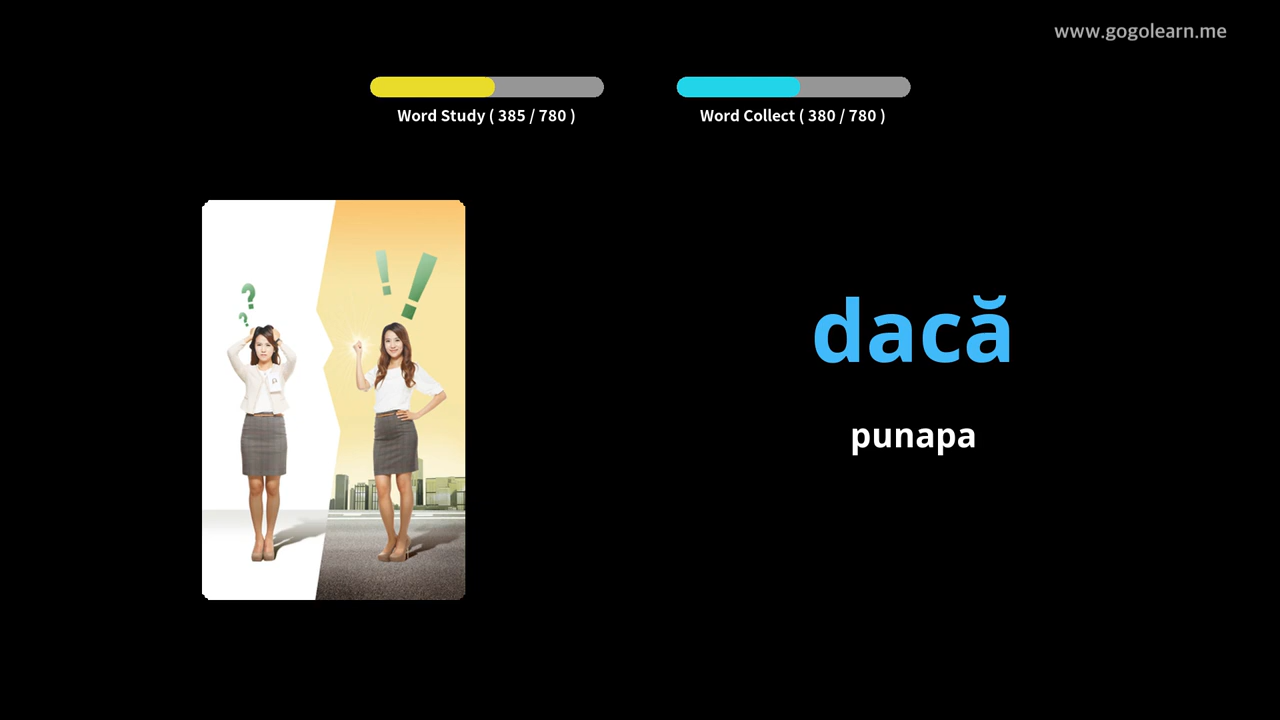 www.gogolearn.me
Word Study ( 385 / 780 )
Word Collect ( 380 / 780 )
? ?
! !
dacă
punapa